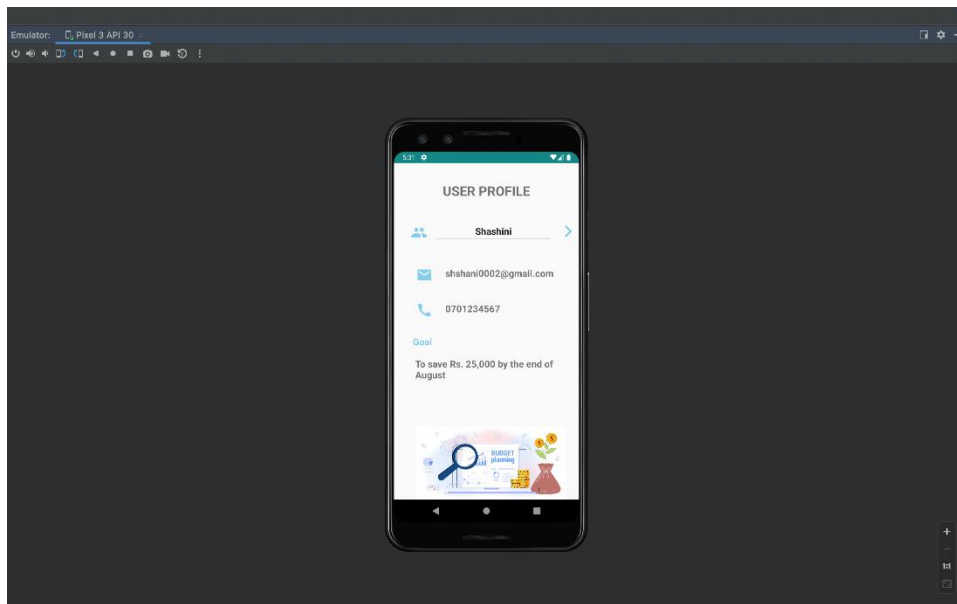 Emulator: Pixel 3 API 30
5:31
USER PROFILE
Shashini
shshani0002@gmail.com
0701234567
Goal
To save Rs. 25,000 by the end of
August
BUDGET
planning
1:1